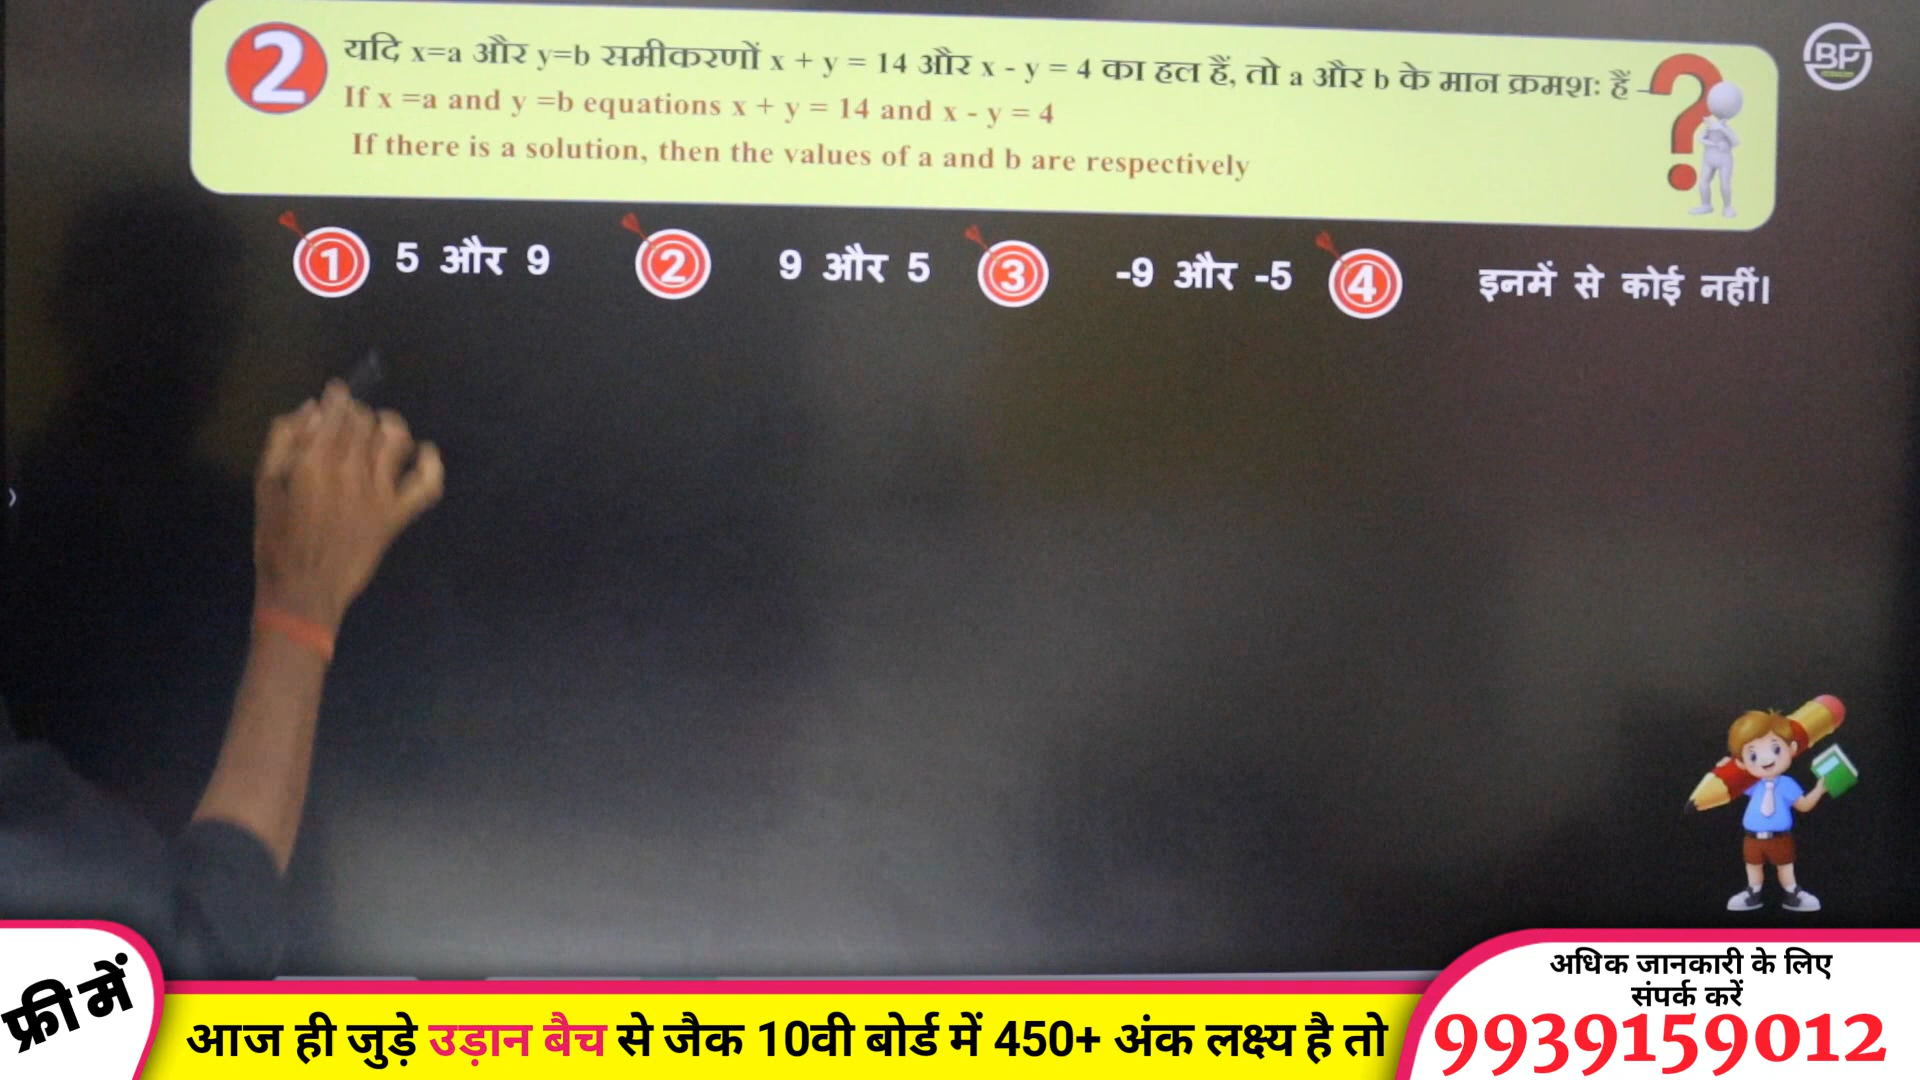 2 यदि x=a और y=b समीकरणों x + y = 14 और x - y = 4 का हल हैं, तो a और b के मान क्रमशः हैं –
If x =a and y =b equations x + y = 14 and x - y = 4
If there is a solution, then the values of a and b are respectively
BP
1 5 और 9 2 9 और 5 3 -9 और -5 4 इनमें से कोई नहीं।
फ्री में
आज ही जुड़े उड़ान बैच से जैक 10वी बोर्ड में 450+ अंक लक्ष्य है तो
अधिक जानकारी के लिए
संपर्क करें
9939159012